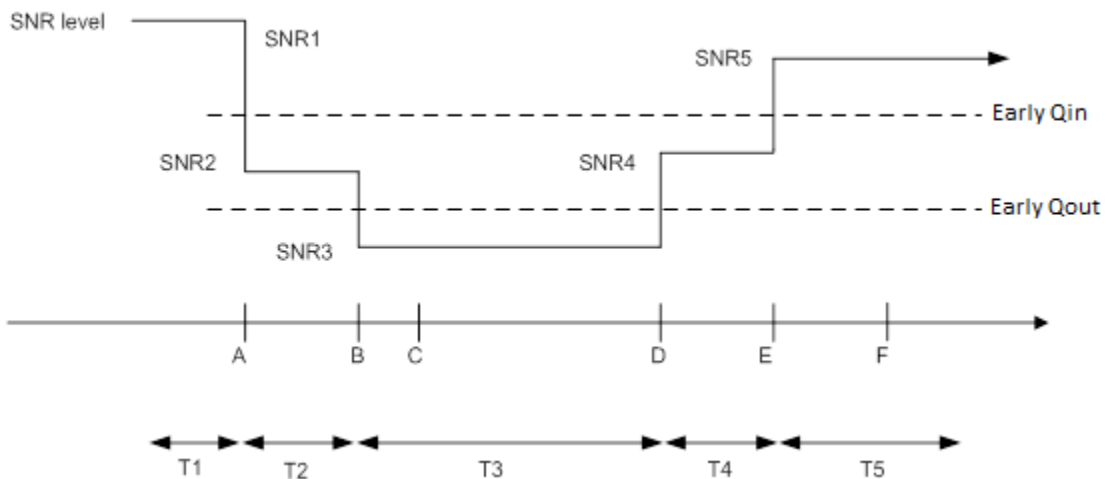 SNR level
SNR1
SNR5
Early Qin
SNR2
SNR4
Early Qout
SNR3
A B C D E F
T1 T2 T3 T4 T5